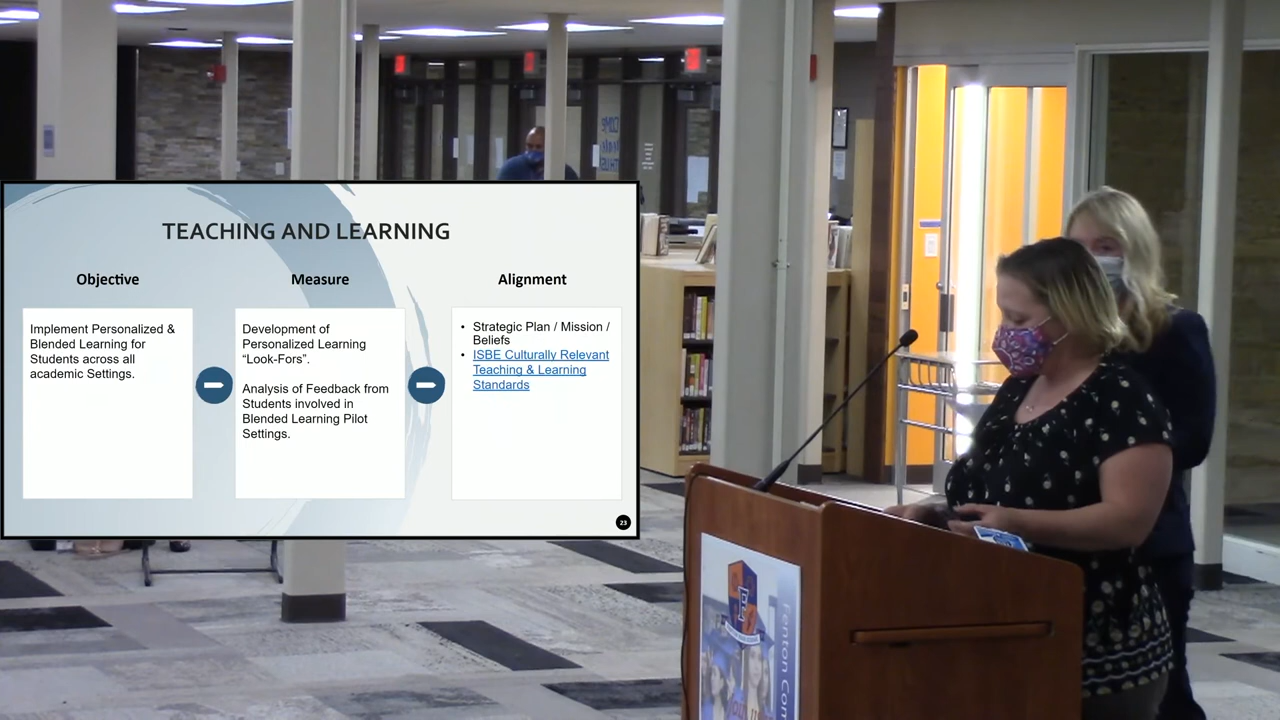 TEACHING AND LEARNING
Objective
Measure
Alignment
Implement Personalized &
Blended Learning for
Students across all
academic Settings.
Development of
Personalized Learning
“Look-Fors”.
Analysis of Feedback from
Students involved in
Blended Learning Pilot
Settings.
• Strategic Plan / Mission /
Beliefs
• ISBE Culturally Relevant
Teaching & Learning
Standards
23
E
Fenton Com